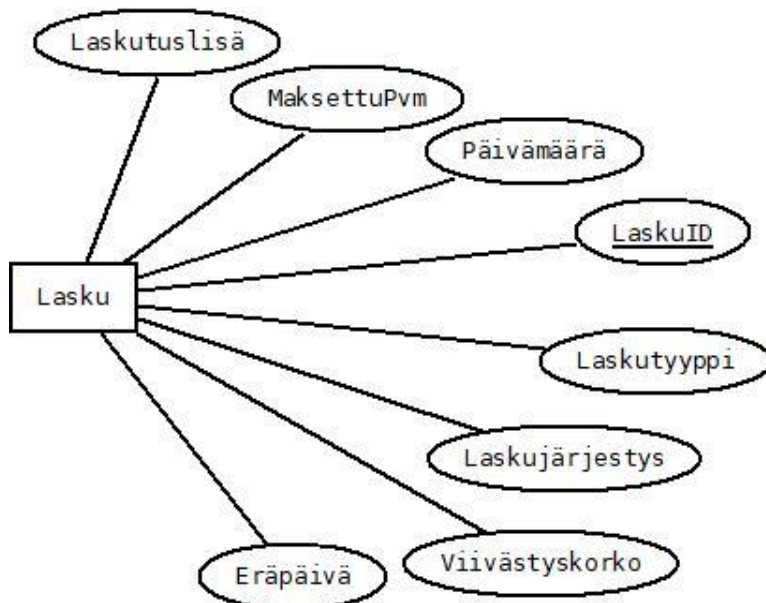 Laskutuslisä
MaksettuPvm
Päivämäärä
LaskuID
Lasku
Laskutyyppi
Laskujärjestys
Viivästyskorko
Eräpäivä